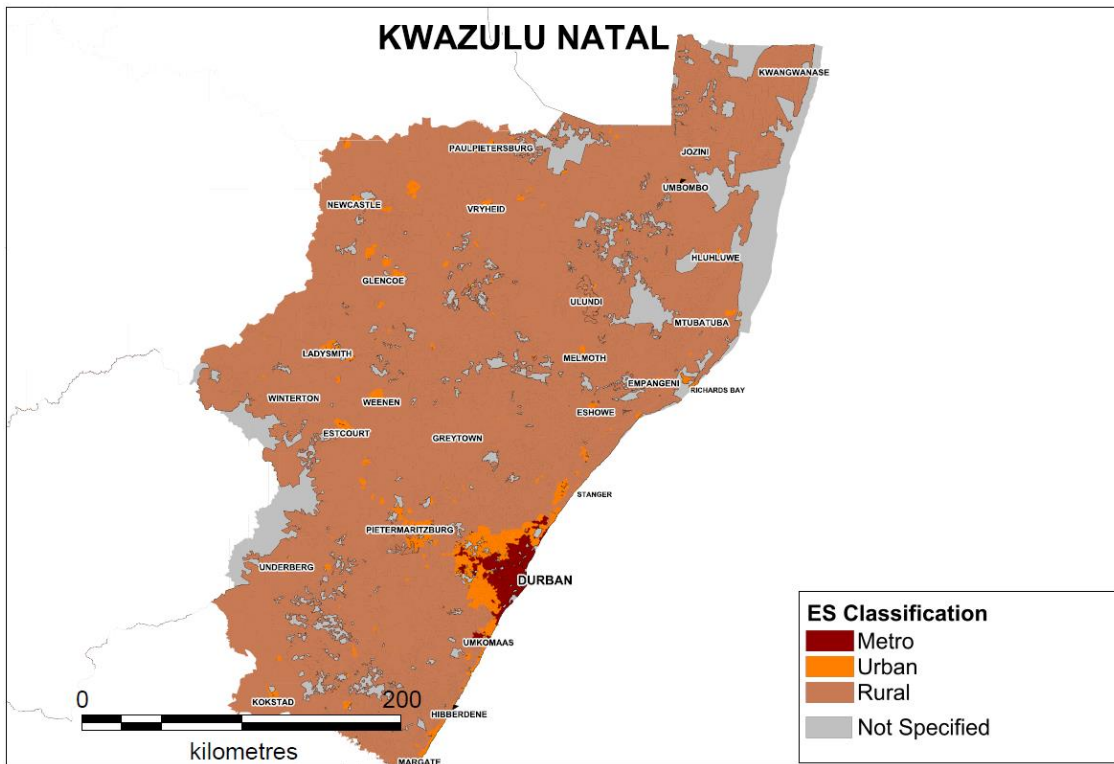 KWAZULU NATAL
KWANGWANASE
PAULPIETERSBURG
JOZINI
UMBOMBO
NEWCASTLE
VRYHEID
HLUHLUWE
GLENCOE
ULUNDI
MTUBATUBA
LADYSMITH
MELMOTH
EMPANGENI
RICHARDS BAY
WINTERTON
WEENEN
ESHOWE
ESTCOURT
GREYTOWN
STANGER
PIETERMARITZBURG
UNDERBERG
DURBAN
UMKOMAAS
KOKSTAD
HIBBERDENE
MARGATE
0 200
kilometres
ES Classification
Metro
Urban
Rural
Not Specified